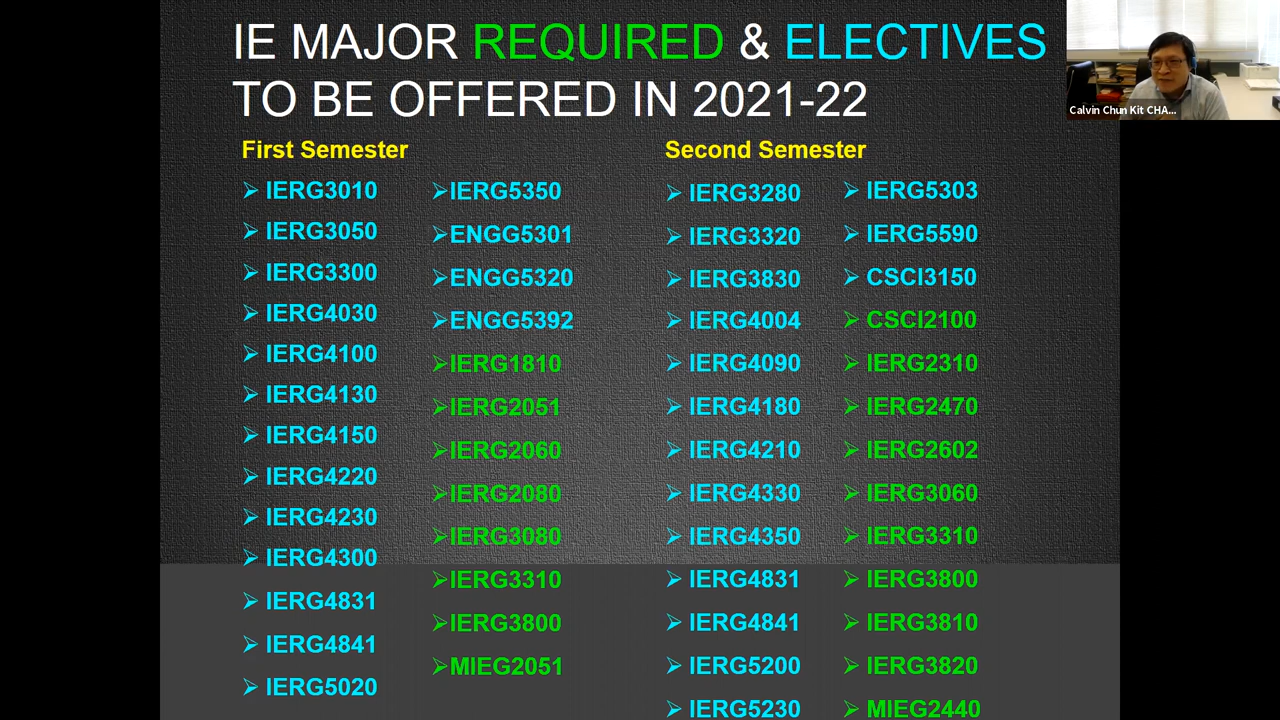 IE MAJOR REQUIRED & ELECTIVES
TO BE OFFERED IN 2021-22
Calvin Chun Kit CHA...
First Semester
IERG3010
IERG3050
IERG3300
IERG4030
IERG4100
IERG4130
IERG4150
IERG4220
IERG4230
IERG4300
IERG4831
IERG4841
IERG5020
IERG5350
ENGG5301
ENGG5320
ENGG5392
IERG1810
IERG2051
IERG2060
IERG2080
IERG3080
IERG3310
IERG3800
MIEG2051
Second Semester
IERG3280
IERG3320
IERG3830
IERG4004
IERG4090
IERG4180
IERG4210
IERG4330
IERG4350
IERG4831
IERG4841
IERG5200
IERG5230
IERG5303
IERG5590
CSCI3150
CSCI2100
IERG2310
IERG2470
IERG2602
IERG3060
IERG3310
IERG3800
IERG3810
IERG3820
MIEG2440